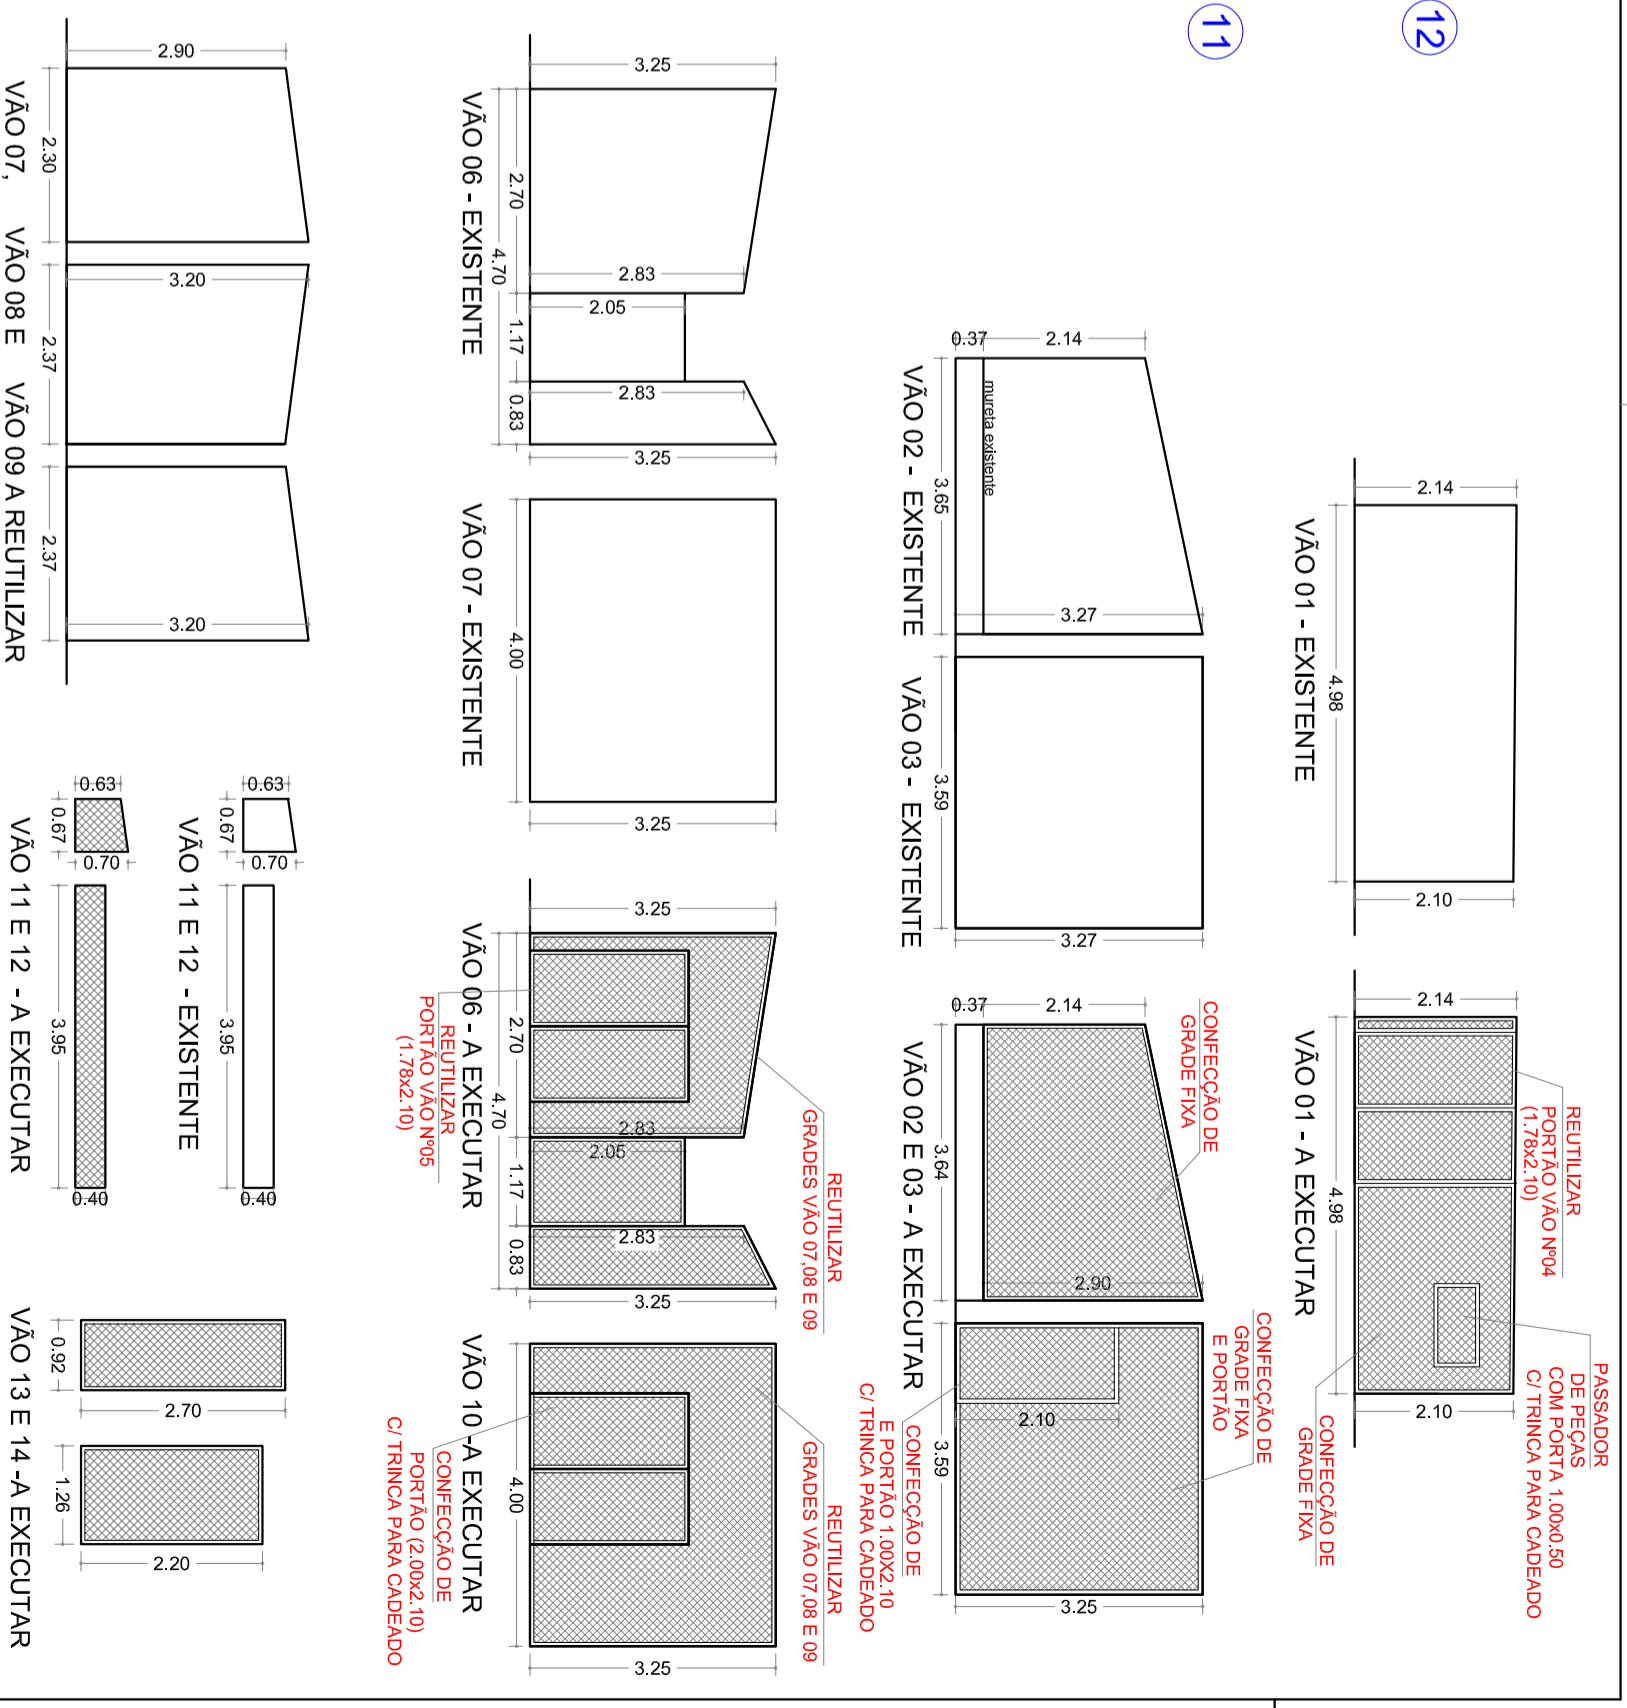 12
11
2.14
4.98
2.10
VÃO 01 - EXISTENTE
2.14
4.98
2.10
VÃO 01 - A EXECUTAR
REUTILIZAR
PORTÃO VÃO Nº04
(1.78x2.10)
PASSADOR
DE PEÇAS
COM PORTA 1.00x0.50
C/ TRINCA PARA CADEADO
CONFECÇÃO DE
GRADE FIXA
0.37
2.14
mureta existente
3.27
3.65
VÃO 02 - EXISTENTE
3.59
3.27
VÃO 03 - EXISTENTE
0.37
2.14
CONFECÇÃO DE
GRADE FIXA
2.90
3.64
VÃO 02 E 03 - A EXECUTAR
CONFECÇÃO DE
GRADE FIXA
E PORTÃO
2.10
3.59
3.25
CONFECÇÃO DE
E PORTÃO 1.00X2.10
C/ TRINCA PARA CADEADO
3.25
2.70
2.83
2.05
4.70
1.17
2.83
0.83
3.25
VÃO 06 - EXISTENTE
4.00
3.25
VÃO 07 - EXISTENTE
3.25
2.70
2.83
2.05
4.70
1.17
2.83
0.83
3.25
VÃO 06 - A EXECUTAR
REUTILIZAR
GRADES VÃO 07,08 E 09
REUTILIZAR
PORTÃO VÃO Nº05
(1.78x2.10)
4.00
3.25
VÃO 10 -A EXECUTAR
REUTILIZAR
GRADES VÃO 07,08 E 09
CONFECÇÃO DE
PORTÃO (2.00x2.10)
C/ TRINCA PARA CADEADO
2.90
2.30
3.20
2.37
2.37
3.20
VÃO 07, VÃO 08 E VÃO 09 A REUTILIZAR
0.63
0.67
0.70
3.95
0.40
VÃO 11 E 12 - EXISTENTE
0.63
0.67
0.70
3.95
0.40
VÃO 11 E 12 - A EXECUTAR
0.92
2.70
1.26
2.20
VÃO 13 E 14 -A EXECUTAR